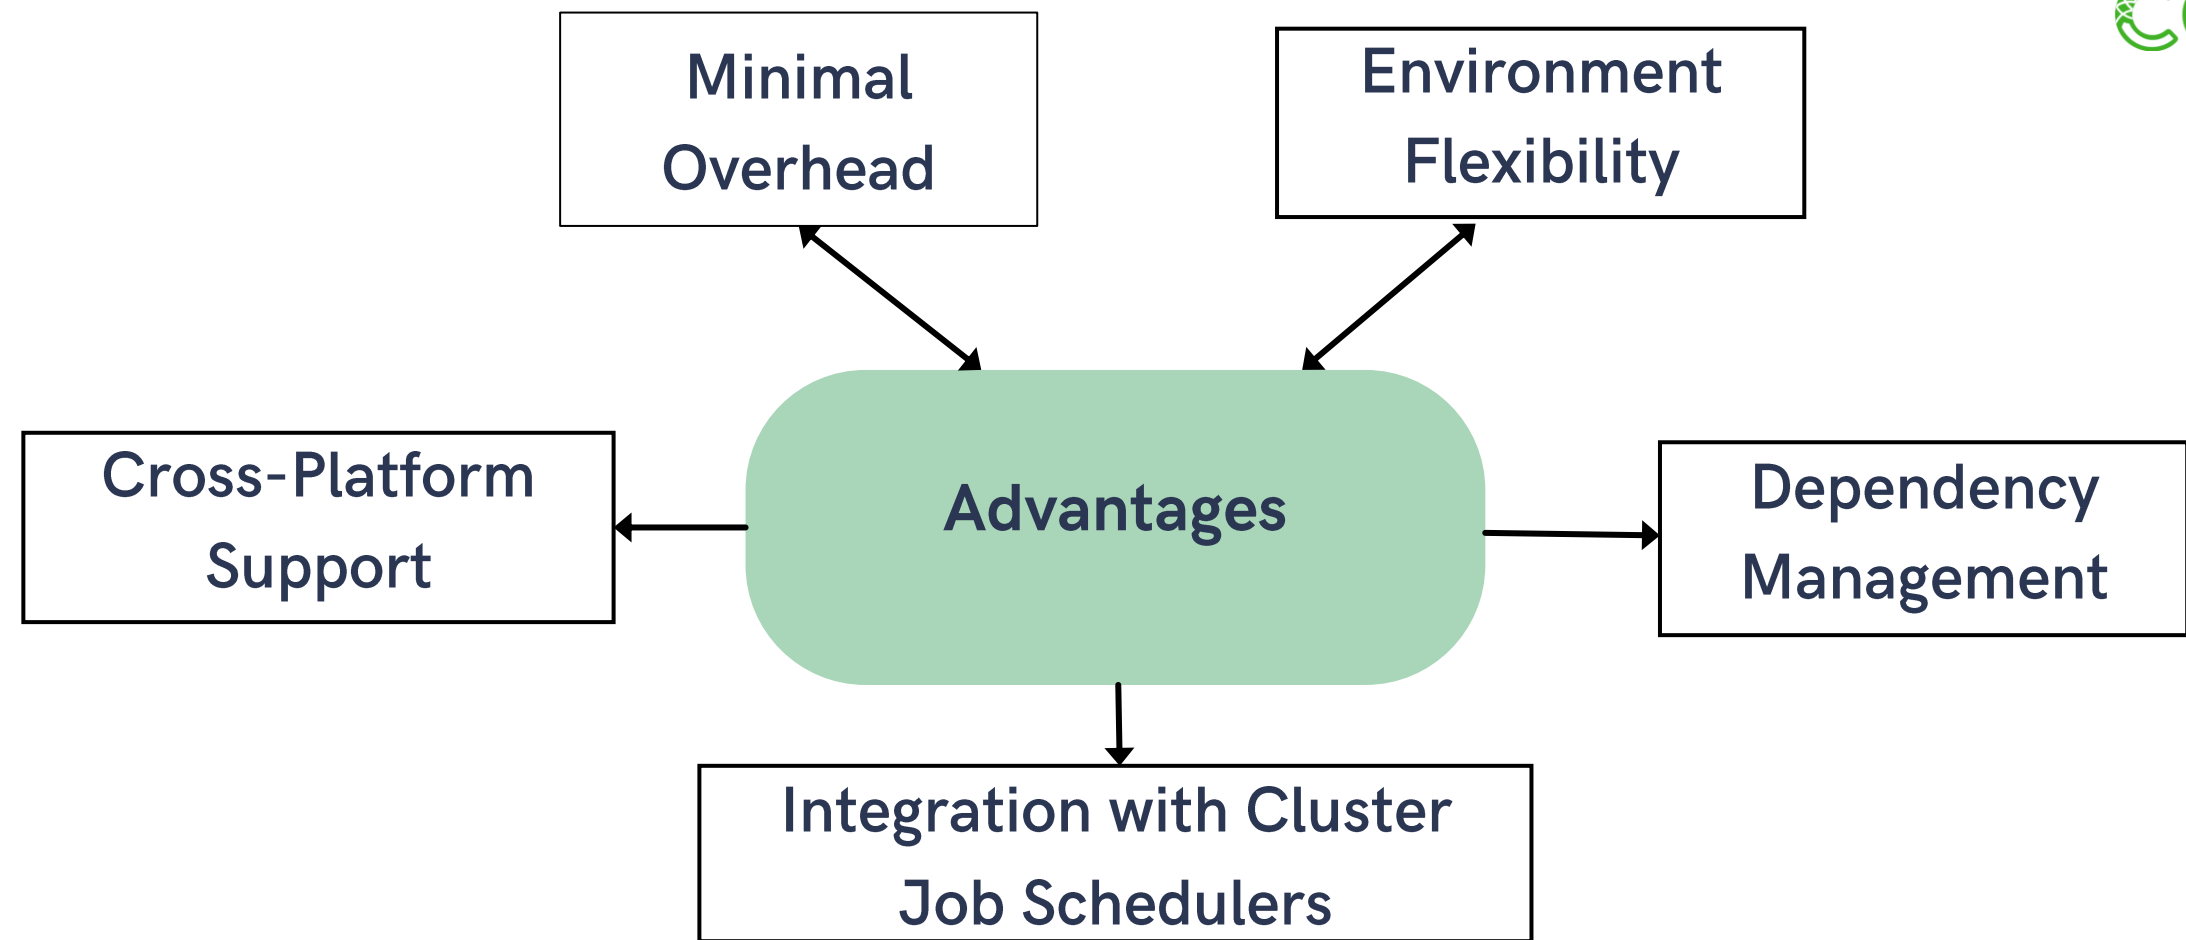 Minimal
Overhead
Environment
Flexibility
Cross-Platform
Support
Advantages
Dependency
Management
Integration with Cluster
Job Schedulers